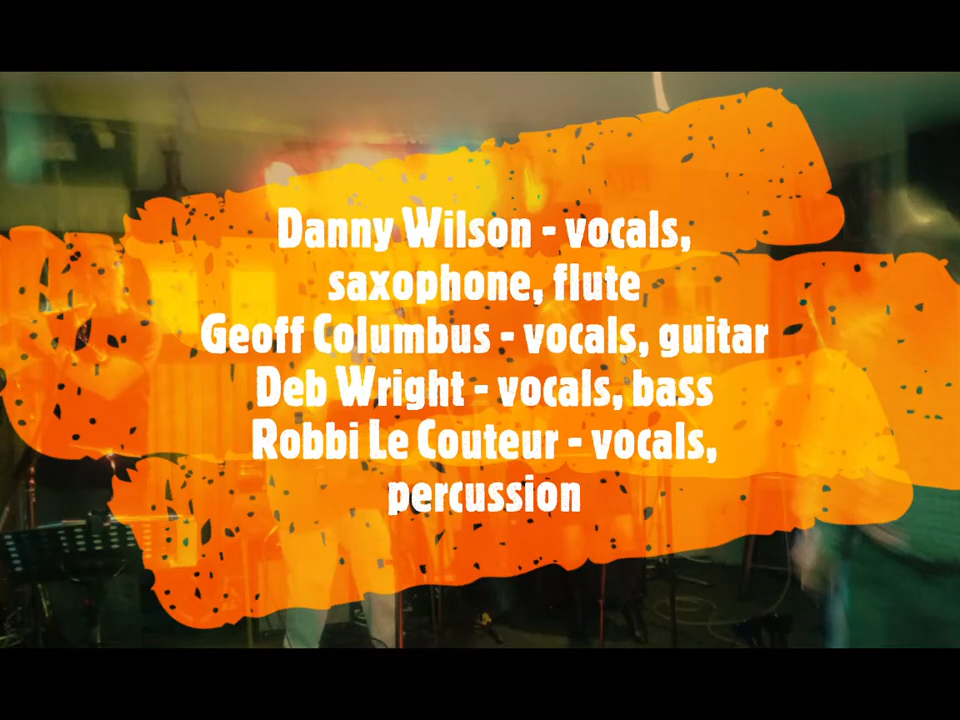 Danny Wilson - vocals,
saxophone, flute
Geoff Columbus - vocals, guitar
Deb Wright - vocals, bass
Robbi Le Couteur - vocals,
percussion